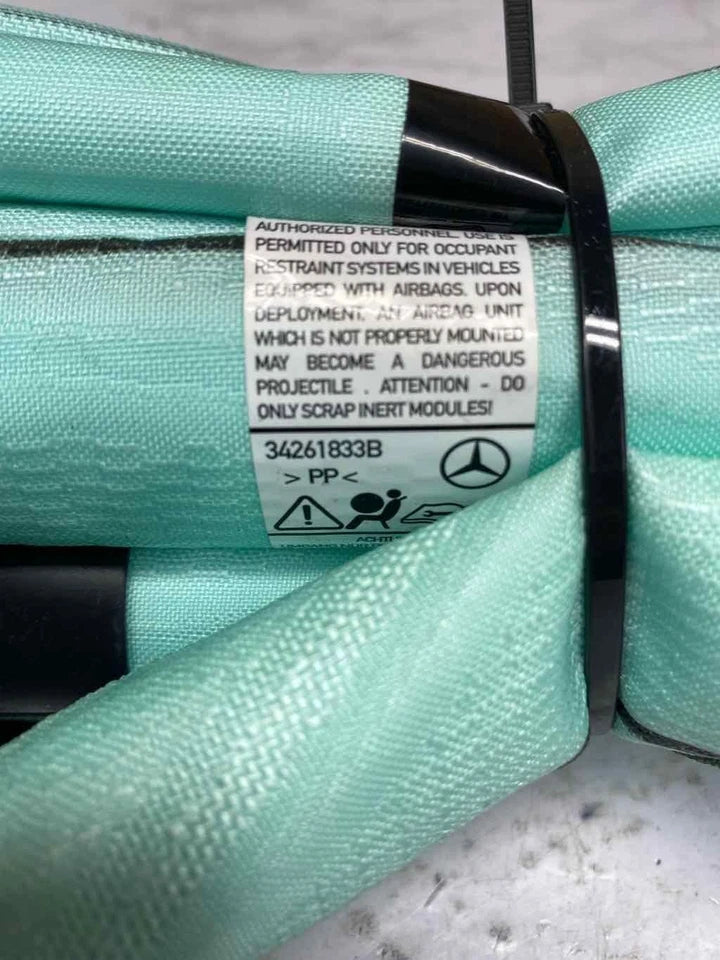 AUTHORIZED PERSONNEL. USE IS
PERMITTED ONLY FOR OCCUPANT
RESTRAINT SYSTEMS IN VEHICLES
EQUIPPED WITH AIRBAGS. UPON
DEPLOYMENT, AN AIRBAG UNIT
WHICH IS NOT PROPERLY MOUNTED
MAY BECOME A DANGEROUS
PROJECTILE . ATTENTION - DO
ONLY SCRAP INERT MODULES!
34261833B
> PP <